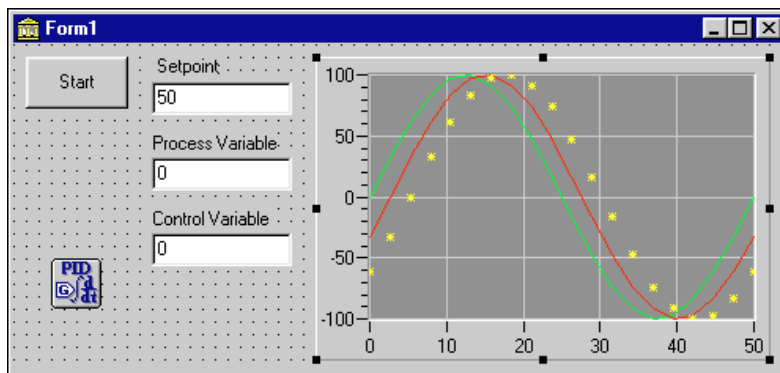 Form1
Start
Setpoint
50
Process Variable
0
Control Variable
0
PID
G d
dt
100
50
0
-50
-100
0 10 20 30 40 50